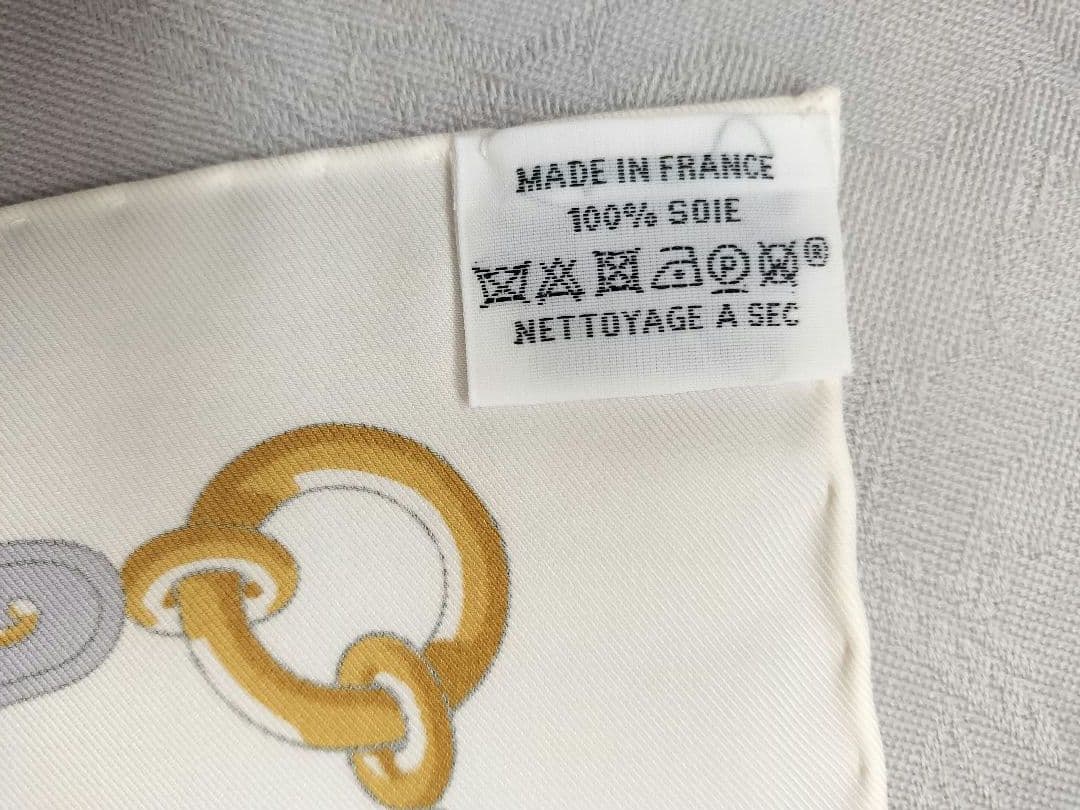 MADE IN FRANCE
100% SOIE
P W ®
NETTOYAGE A SEC